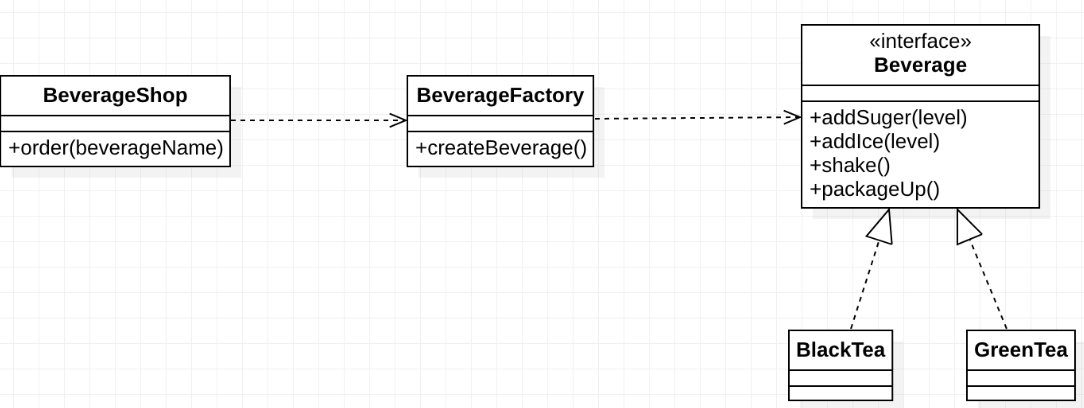 BeverageShop
+order(beverageName)
BeverageFactory
+createBeverage()
«interface»
Beverage
+addSuger(level)
+addIce(level)
+shake()
+packageUp()
BlackTea
GreenTea